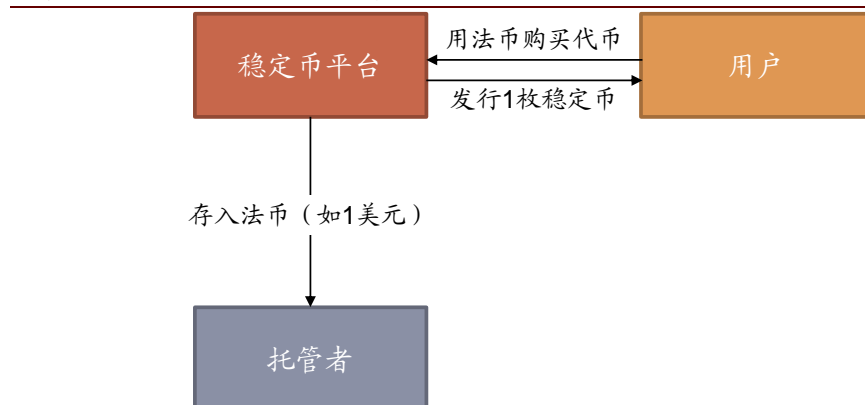 用法币购买代币
稳定币平台
用户
发行1枚稳定币
存入法币（如1美元）
托管者